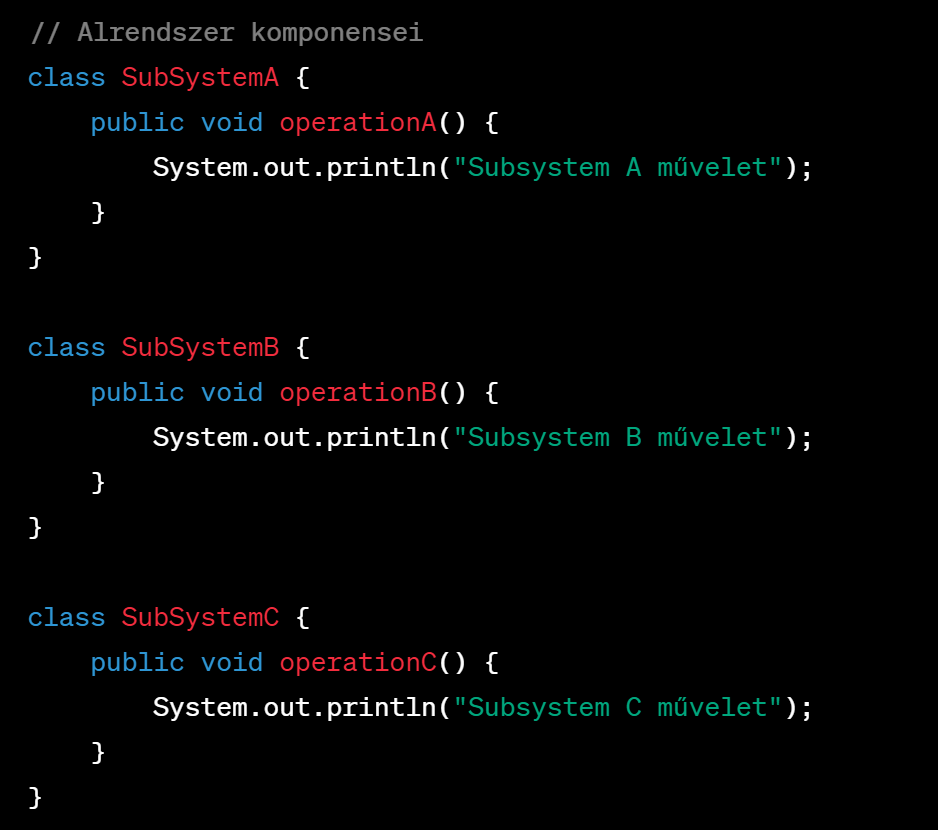 // Alrendszer komponensei
class SubSystemA {
    public void operationA() {
        System.out.println("Subsystem A művelet");
    }
}

class SubSystemB {
    public void operationB() {
        System.out.println("Subsystem B művelet");
    }
}

class SubSystemC {
    public void operationC() {
        System.out.println("Subsystem C művelet");
    }
}